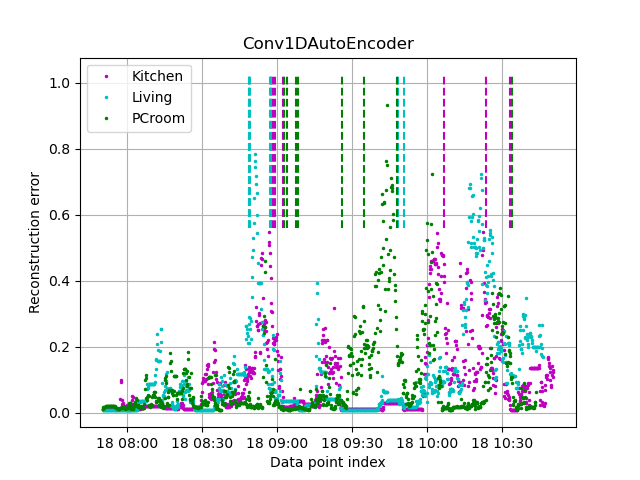 Conv1DAutoEncoder
Kitchen
Living
PCroom
1.0
0.8
0.6
0.4
0.2
0.0
Reconstruction error
18 08:00 18 08:30 18 09:00 18 09:30 18 10:00 18 10:30
Data point index